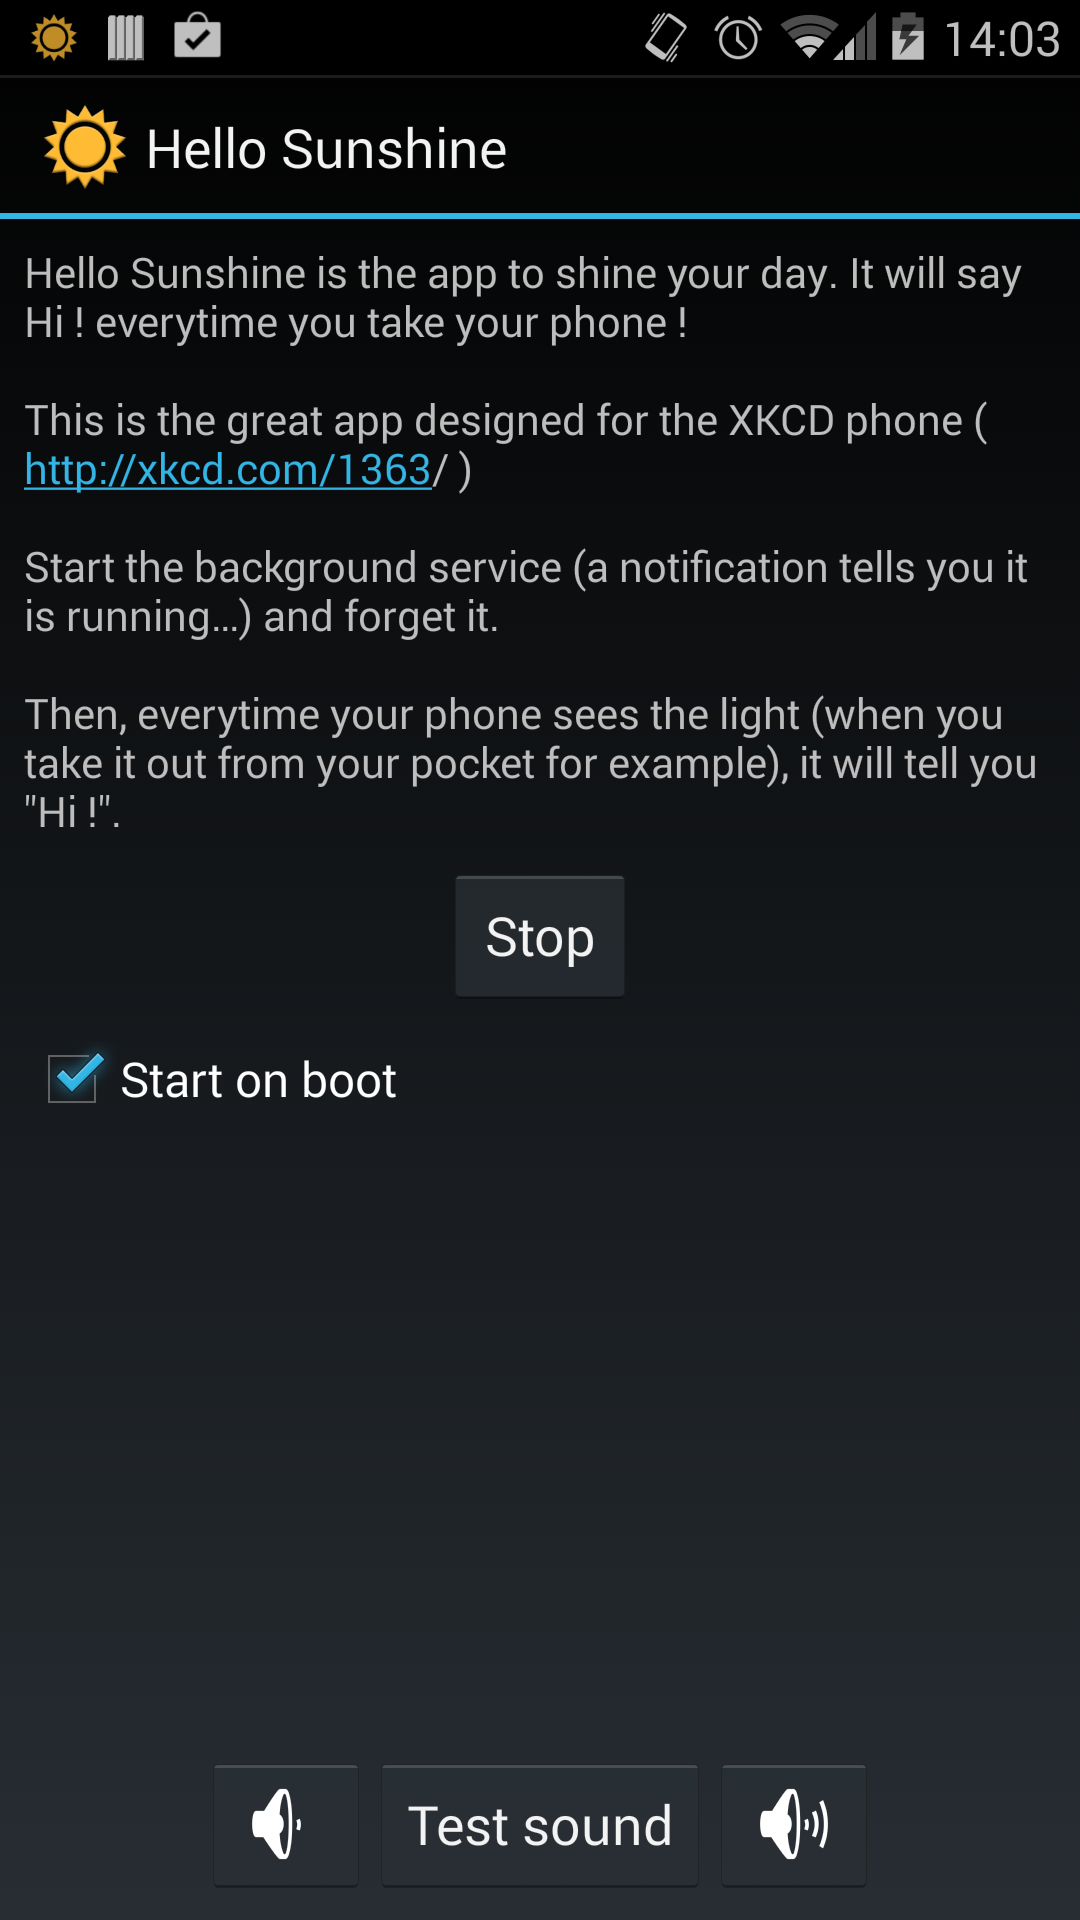 14:03
Hello Sunshine
Hello Sunshine is the app to shine your day. It will say
Hi ! everytime you take your phone !
This is the great app designed for the XKCD phone (
http://xkcd.com/1363/ )
Start the background service (a notification tells you it
is running...) and forget it.
Then, everytime your phone sees the light (when you
take it out from your pocket for example), it will tell you
"Hi !".
Stop
Start on boot
Test sound